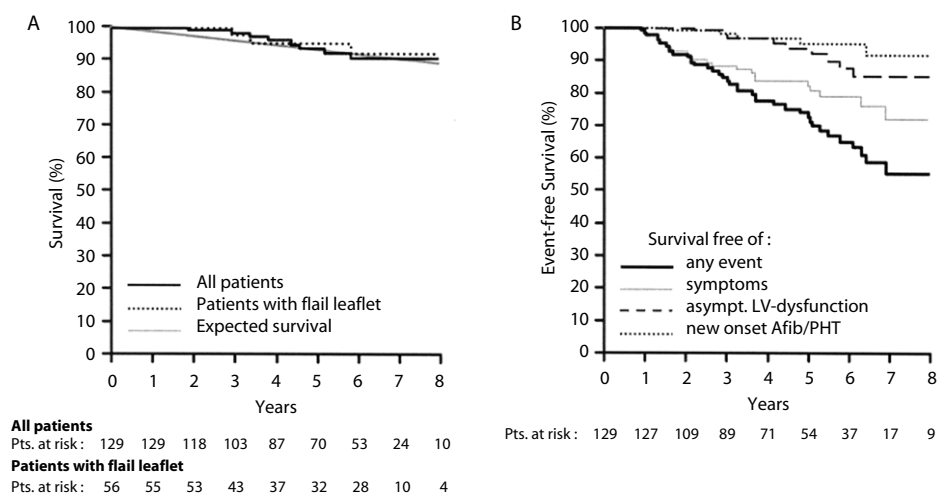 A
Survival (%)
100
90
80
70
60
50
40
30
20
10
0
All patients
Patients with flail leaflet
Expected survival
0 1 2 3 4 5 6 7 8
Years
All patients
Pts. at risk : 129 129 118 103 87 70 53 24 10
Patients with flail leaflet
Pts. at risk : 56 55 53 43 37 32 28 10 4
B
Event-free Survival (%)
100
90
80
70
60
50
40
30
20
10
0
Survival free of :
any event
symptoms
asympt. LV-dysfunction
new onset Afib/PHT
0 1 2 3 4 5 6 7 8
Years
Pts. at risk : 129 127 109 89 71 54 37 17 9